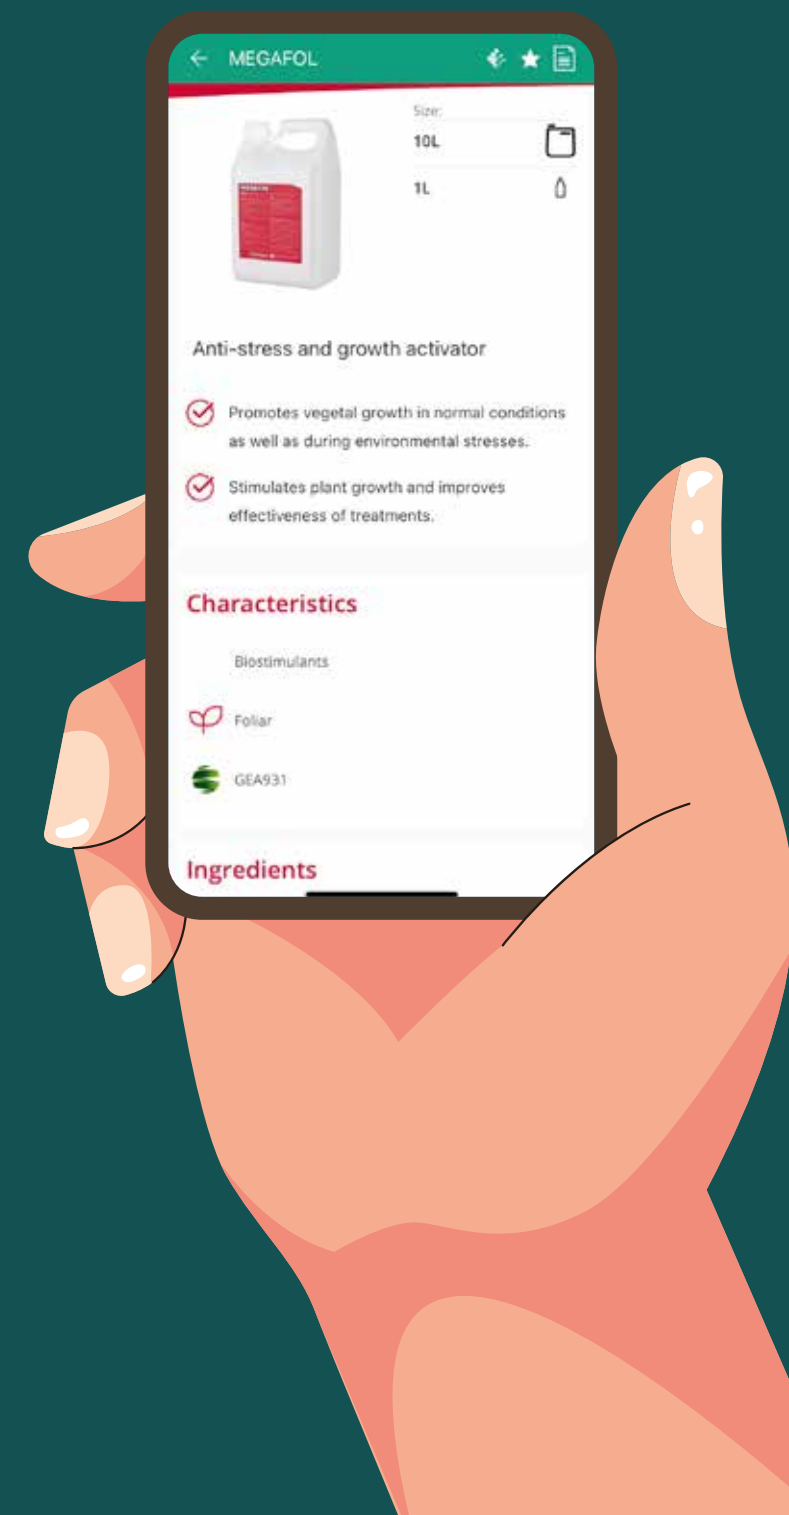 MEGAFOL
Size:
10L
1L
Anti-stress and growth activator
Promotes vegetal growth in normal conditions
as well as during environmental stresses.
Stimulates plant growth and improves
effectiveness of treatments.
Characteristics
Biostimulants
Foliar
GEA931
Ingredients